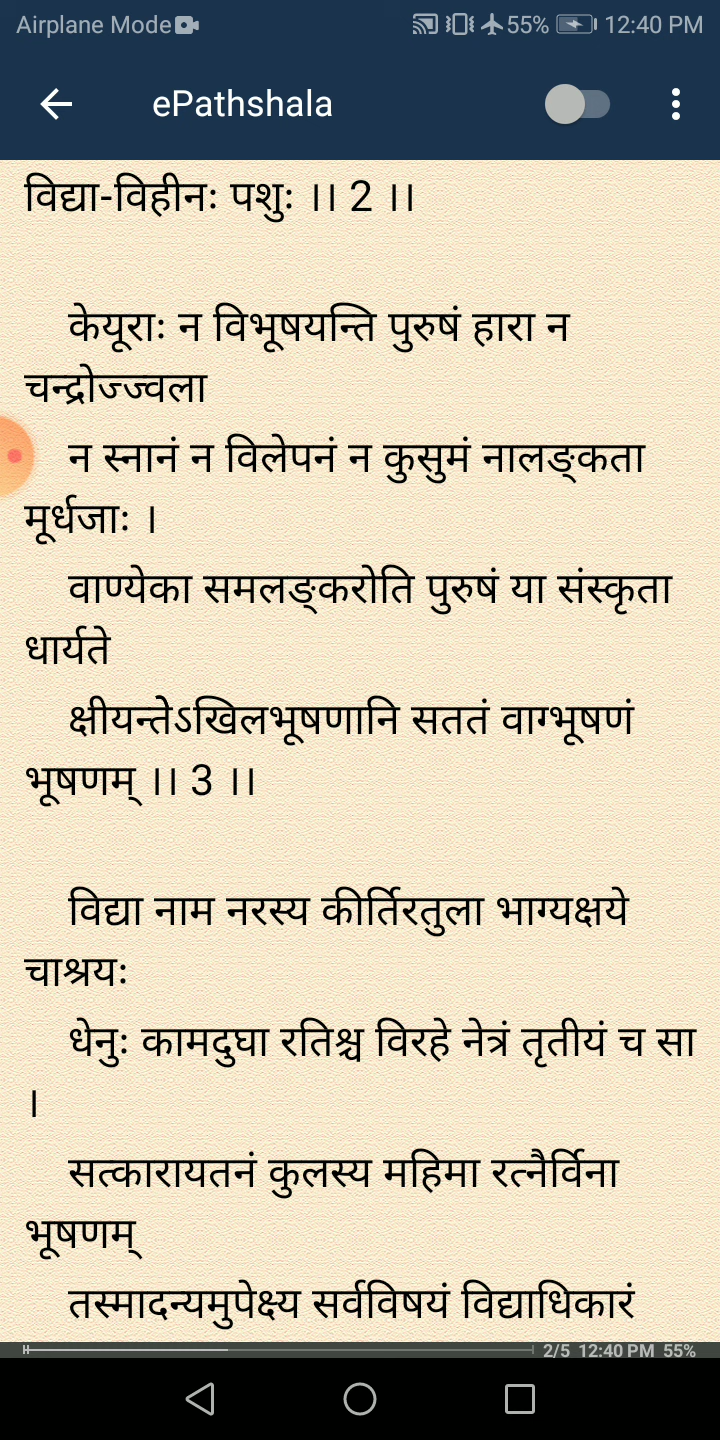 Airplane Mode 55% 12:40 PM
ePathshala
विद्या-विहीनः पशुः ।। 2 ।।
केयूराः न विभूषयन्ति पुरुषं हारा न
चन्द्रोज्ज्वला
न स्नानं न विलेपनं न कुसुमं नालङ्कता
मूर्धजाः ।
वाण्येका समलङ्करोति पुरुषं या संस्कृता
धार्यते
क्षीयन्तेऽखिलभूषणानि सततं वाग्भूषणं
भूषणम् ।। 3 ।।
विद्या नाम नरस्य कीर्तिरतुला भाग्यक्षये
चाश्रयः
धेनुः कामदुघा रतिश्च विरहे नेत्रं तृतीयं च सा
।
सत्कारायतनं कुलस्य महिमा रत्नैर्विना
भूषणम्
तस्मादन्यमुपेक्ष्य सर्वविषयं विद्याधिकारं
2/5 12:40 PM 55%